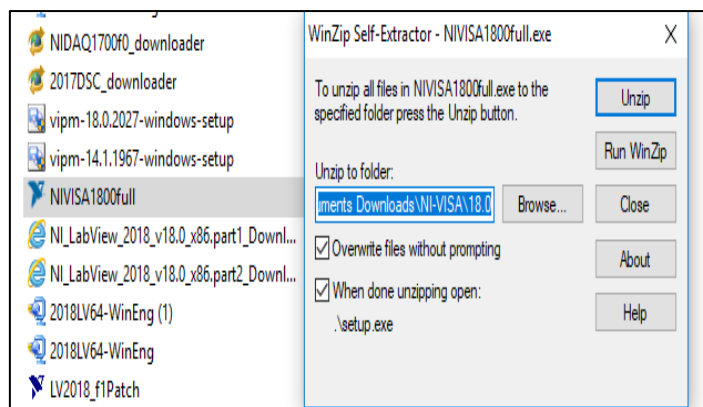 NIDAQ1700f0_downloader
2017DSC_downloader
vipm-18.0.2027-windows-setup
vipm-14.1.1967-windows-setup
NIVISA1800full
NI_LabView_2018_v18.0_x86.part1_Downl...
NI_LabView_2018_v18.0_x86.part2_Downl...
2018LV64-WinEng (1)
2018LV64-WinEng
LV2018_f1Patch
WinZip Self-Extractor - NIVISA1800full.exe
To unzip all files in NIVISA1800full.exe to the
specified folder press the Unzip button.
Unzip to folder:
uments Downloads\NI-VISA\18.0
Browse...
Overwrite files without prompting
When done unzipping open:
.\setup.exe
Unzip
Run WinZip
Close
About
Help